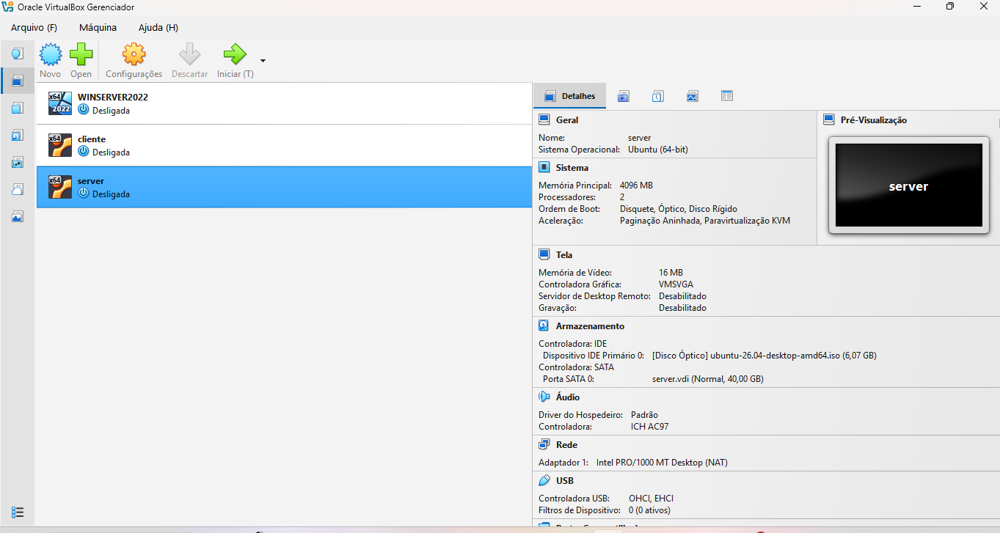 Oracle VirtualBox Gerenciador
Arquivo (F) Máquina Ajuda (H)
Novo Open Configurações Descartar Iniciar (T)
x64 2022 WINSERVER2022
Desligada
x64 cliente
Desligada
x64 server
Desligada
Detalhes
Geral
Nome: server
Sistema Operacional: Ubuntu (64-bit)
Sistema
Memória Principal: 4096 MB
Processadores: 2
Ordem de Boot: Disquete, Óptico, Disco Rígido
Aceleração: Paginação Aninhada, Paravirtualização KVM
Pré-Visualização
server
Tela
Memória de Vídeo: 16 MB
Controladora Gráfica: VMSVGA
Servidor de Desktop Remoto: Desabilitado
Gravação: Desabilitado
Armazenamento
Controladora: IDE
Dispositivo IDE Primário 0: [Disco Óptico] ubuntu-26.04-desktop-amd64.iso (6,07 GB)
Controladora: SATA
Porta SATA 0: server.vdi (Normal, 40,00 GB)
Áudio
Driver do Hospedeiro: Padrão
Controladora: ICH AC97
Rede
Adaptador 1: Intel PRO/1000 MT Desktop (NAT)
USB
Controladora USB: OHCI, EHCI
Filtros de Dispositivo: 0 (0 ativos)